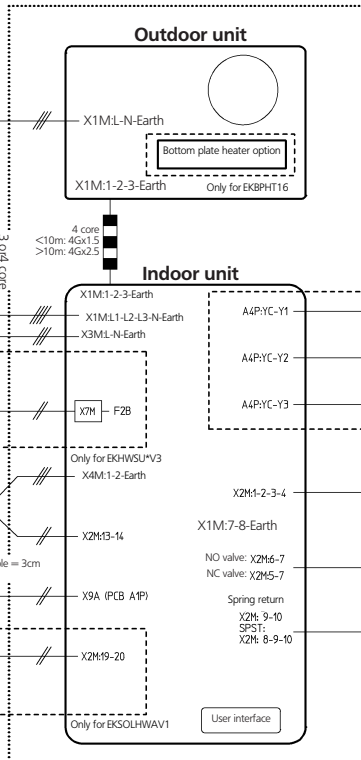 Outdoor unit
X1M:L-N-Earth
Bottom plate heater option
X1M:1-2-3-Earth
Only for EKBPHT16
4 core
<10m: 4Gx1.5
>10m: 4Gx2.5
3 or4 core
Indoor unit
X1M:1-2-3-Earth
X1M:L1-L2-L3-N-Earth
X3M:L-N-Earth
A4P:YC-Y1
A4P:YC-Y2
X7M
F2B
A4P:YC-Y3
Only for EKHWSU*V3
X4M:1-2-Earth
X2M:1-2-3-4
X1M:7-8-Earth
X2M:13-14
NO valve: X2M:6-7
NC valve: X2M:5-7
le = 3cm
X9A (PCB A1P)
Spring return
X2M: 9-10
SPST:
X2M: 8-9-10
X2M:19-20
Only for EKSOLHWAV1
User interface